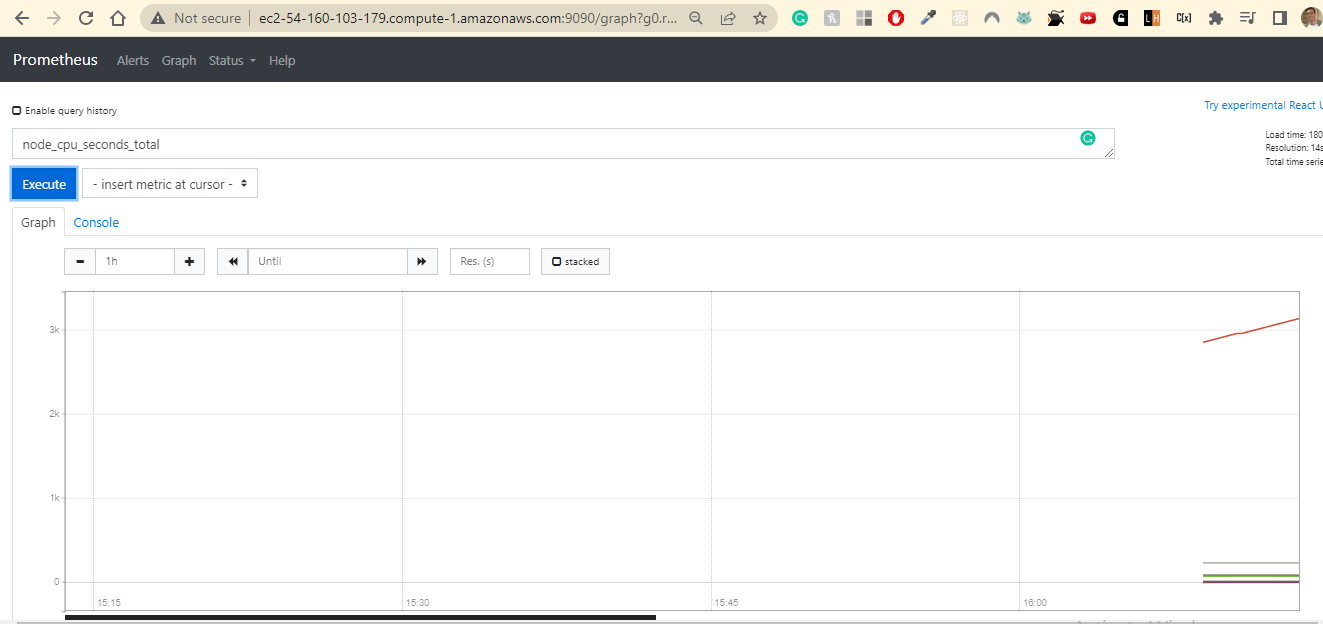 Not secure ec2-54-160-103-179.compute-1.amazonaws.com:9090/graph?g0.r...
Prometheus Alerts Graph Status Help
Enable query history
Try experimental React U
node_cpu_seconds_total
Load time: 180
Resolution: 14s
Total time serie
Execute - insert metric at cursor -
Graph Console
1h Until Res. (s) stacked
3k
2k
1k
0
15:15 15:30 15:45 16:00